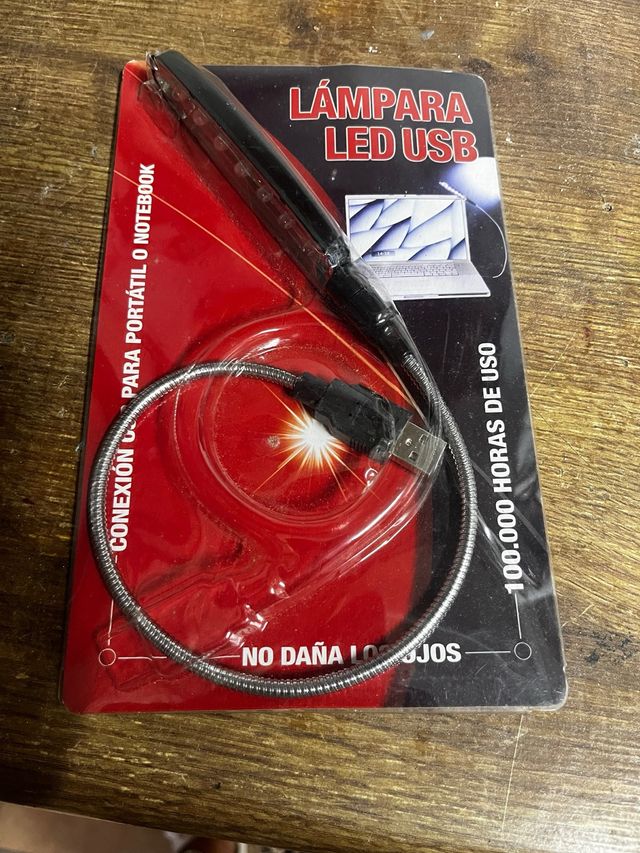 LÁMPARA
LED USB
CONEXIÓN PARA PORTÁTIL O NOTEBOOK
100.000 HORAS DE USO
NO DAÑA LOS OJOS